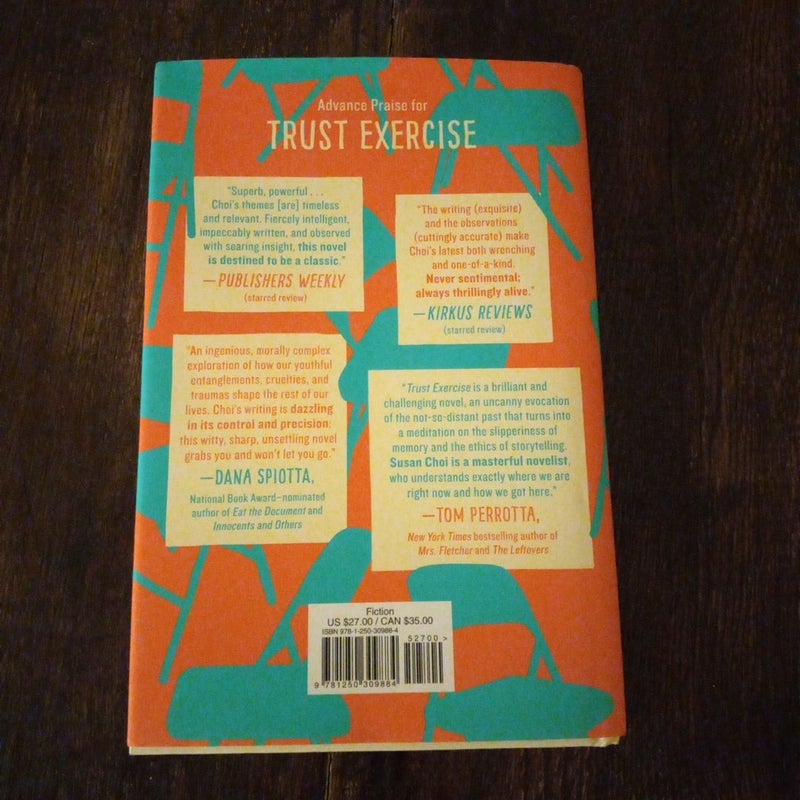 Advance Praise for
TRUST EXERCISE
"Superb, powerful . . .
Choi's themes [are] timeless
and relevant. Fiercely intelligent,
impeccably written, and observed
with searing insight, this novel
is destined to be a classic."
—PUBLISHERS WEEKLY
(starred review)
"The writing (exquisite)
and the observations
(cuttingly accurate) make
Choi's latest both wrenching
and one-of-a-kind.
Never sentimental;
always thrillingly alive."
—KIRKUS REVIEWS
(starred review)
"An ingenious, morally complex
exploration of how our youthful
entanglements, cruelties, and
traumas shape the rest of our
lives. Choi's writing is dazzling
in its control and precision;
this witty, sharp, unsettling novel
grabs you and won't let you go."
—DANA SPIOTTA,
National Book Award–nominated
author of Eat the Document and
Innocents and Others
"Trust Exercise is a brilliant and
challenging novel, an uncanny evocation
of the not-so-distant past that turns into
a meditation on the slipperiness of
memory and the ethics of storytelling.
Susan Choi is a masterful novelist,
who understands exactly where we are
right now and how we got here."
—TOM PERROTTA,
New York Times bestselling author of
Mrs. Fletcher and The Leftovers
Fiction
US $27.00 / CAN $35.00
ISBN 978-1-250-30988-4
52700 >
9 781250 309884